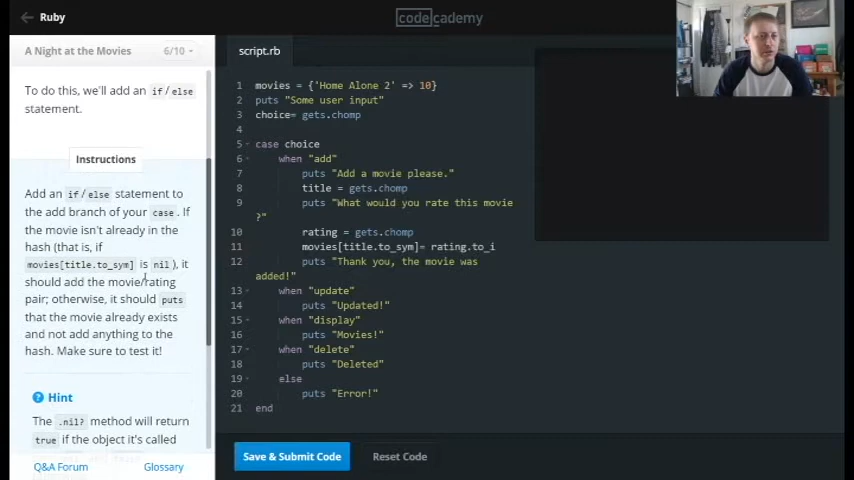 Ruby
codecademy
A Night at the Movies
6/10
To do this, we'll add an if/else
statement.
Instructions
Add an if/else statement to
the add branch of your case. If
the movie isn't already in the
hash (that is, if
movies[title.to_sym] is nil), it
should add the movie/rating
pair; otherwise, it should puts
that the movie already exists
and not add anything to the
hash. Make sure to test it!
Hint
The .nil? method will return
true if the object it's called
Q&A Forum
Glossary
script.rb
1 movies = {'Home Alone 2' => 10}
2 puts "Some user input"
3 choice= gets.chomp
4
5 case choice
6 when "add"
7 puts "Add a movie please."
8 title = gets.chomp
9 puts "What would you rate this movie
?"
10 rating = gets.chomp
11 movies[title.to_sym]= rating.to_i
12 puts "Thank you, the movie was
added!"
13 when "update"
14 puts "Updated!"
15 when "display"
16 puts "Movies!"
17 when "delete"
18 puts "Deleted"
19 else
20 puts "Error!"
21 end
Save & Submit Code
Reset Code